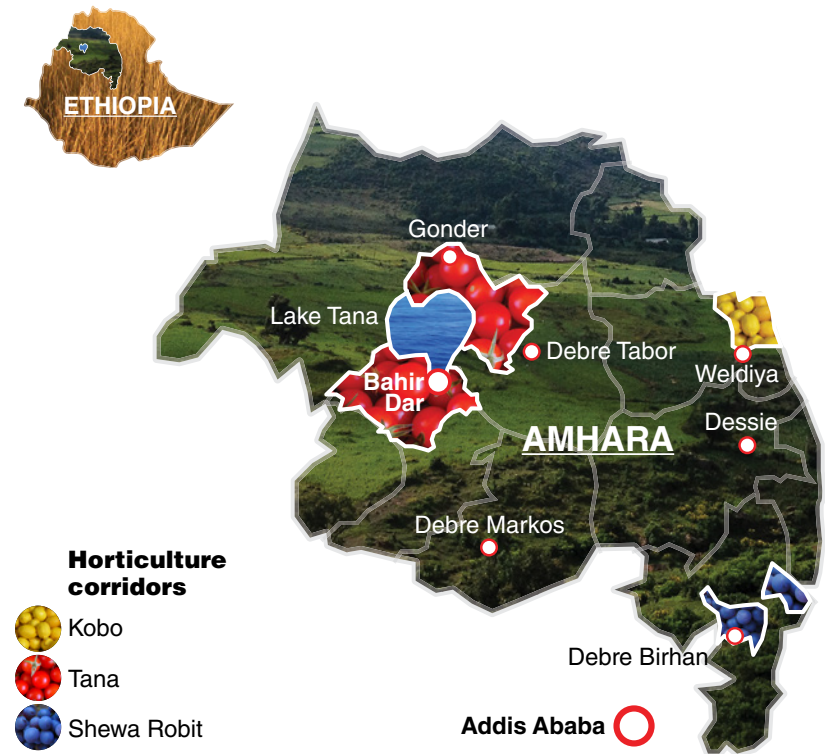 ETHIOPIA
Gonder
Lake Tana
Debre Tabor
Bahir
Dar
Weldiya
Dessie
AMHARA
Debre Markos
Horticulture
corridors
Kobo
Tana
Shewa Robit
Debre Birhan
Addis Ababa